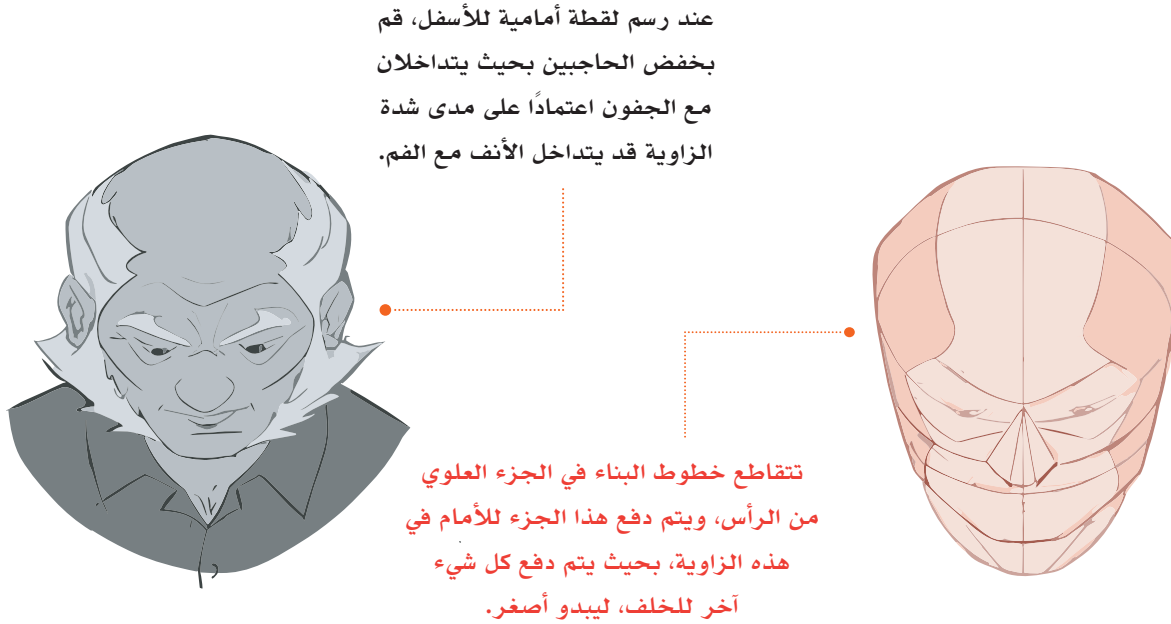 عند رسم لقطة أمامية للأسفل، قم
بخفض الحاجبين بحيث يتداخلان
مع الجفون اعتمادًا على مدى شدة
الزاوية قد يتداخل الأنف مع الفم.
تتقاطع خطوط البناء في الجزء العلوي
من الرأس، ويتم دفع هذا الجزء للأمام في
هذه الزاوية، بحيث يتم دفع كل شيء
آخر للخلف، ليبدو أصغر.